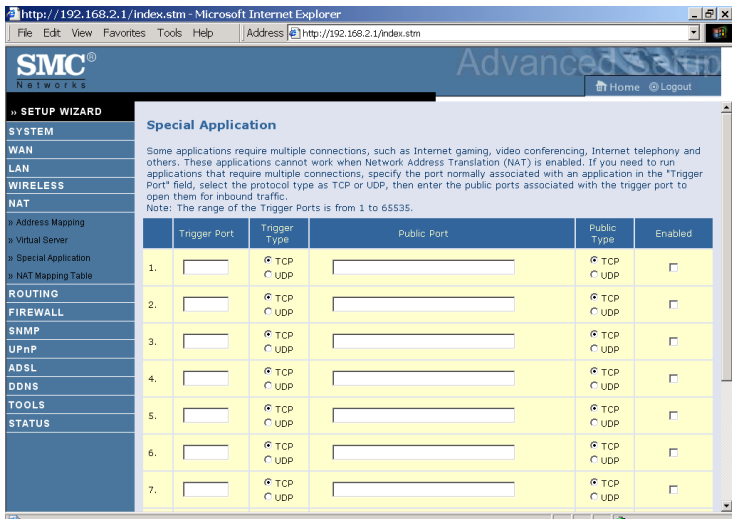 http://192.168.2.1/index.stm - Microsoft Internet Explorer
File Edit View Favorites Tools Help Address http://192.168.2.1/index.stm
SMC®
Networks
Advanced Setup
Home Logout
» SETUP WIZARD
SYSTEM
WAN
LAN
WIRELESS
NAT
» Address Mapping
» Virtual Server
» Special Application
» NAT Mapping Table
ROUTING
FIREWALL
SNMP
UPnP
ADSL
DDNS
TOOLS
STATUS
Special Application
Some applications require multiple connections, such as Internet gaming, video conferencing, Internet telephony and
others. These applications cannot work when Network Address Translation (NAT) is enabled. If you need to run
applications that require multiple connections, specify the port normally associated with an application in the "Trigger
Port" field, select the protocol type as TCP or UDP, then enter the public ports associated with the trigger port to
open them for inbound traffic.
Note: The range of the Trigger Ports is from 1 to 65535.
Trigger Port Trigger Type Public Port Public Type Enabled
1. TCP TCP
UDP UDP
2. TCP TCP
UDP UDP
3. TCP TCP
UDP UDP
4. TCP TCP
UDP UDP
5. TCP TCP
UDP UDP
6. TCP TCP
UDP UDP
7. TCP TCP
UDP UDP